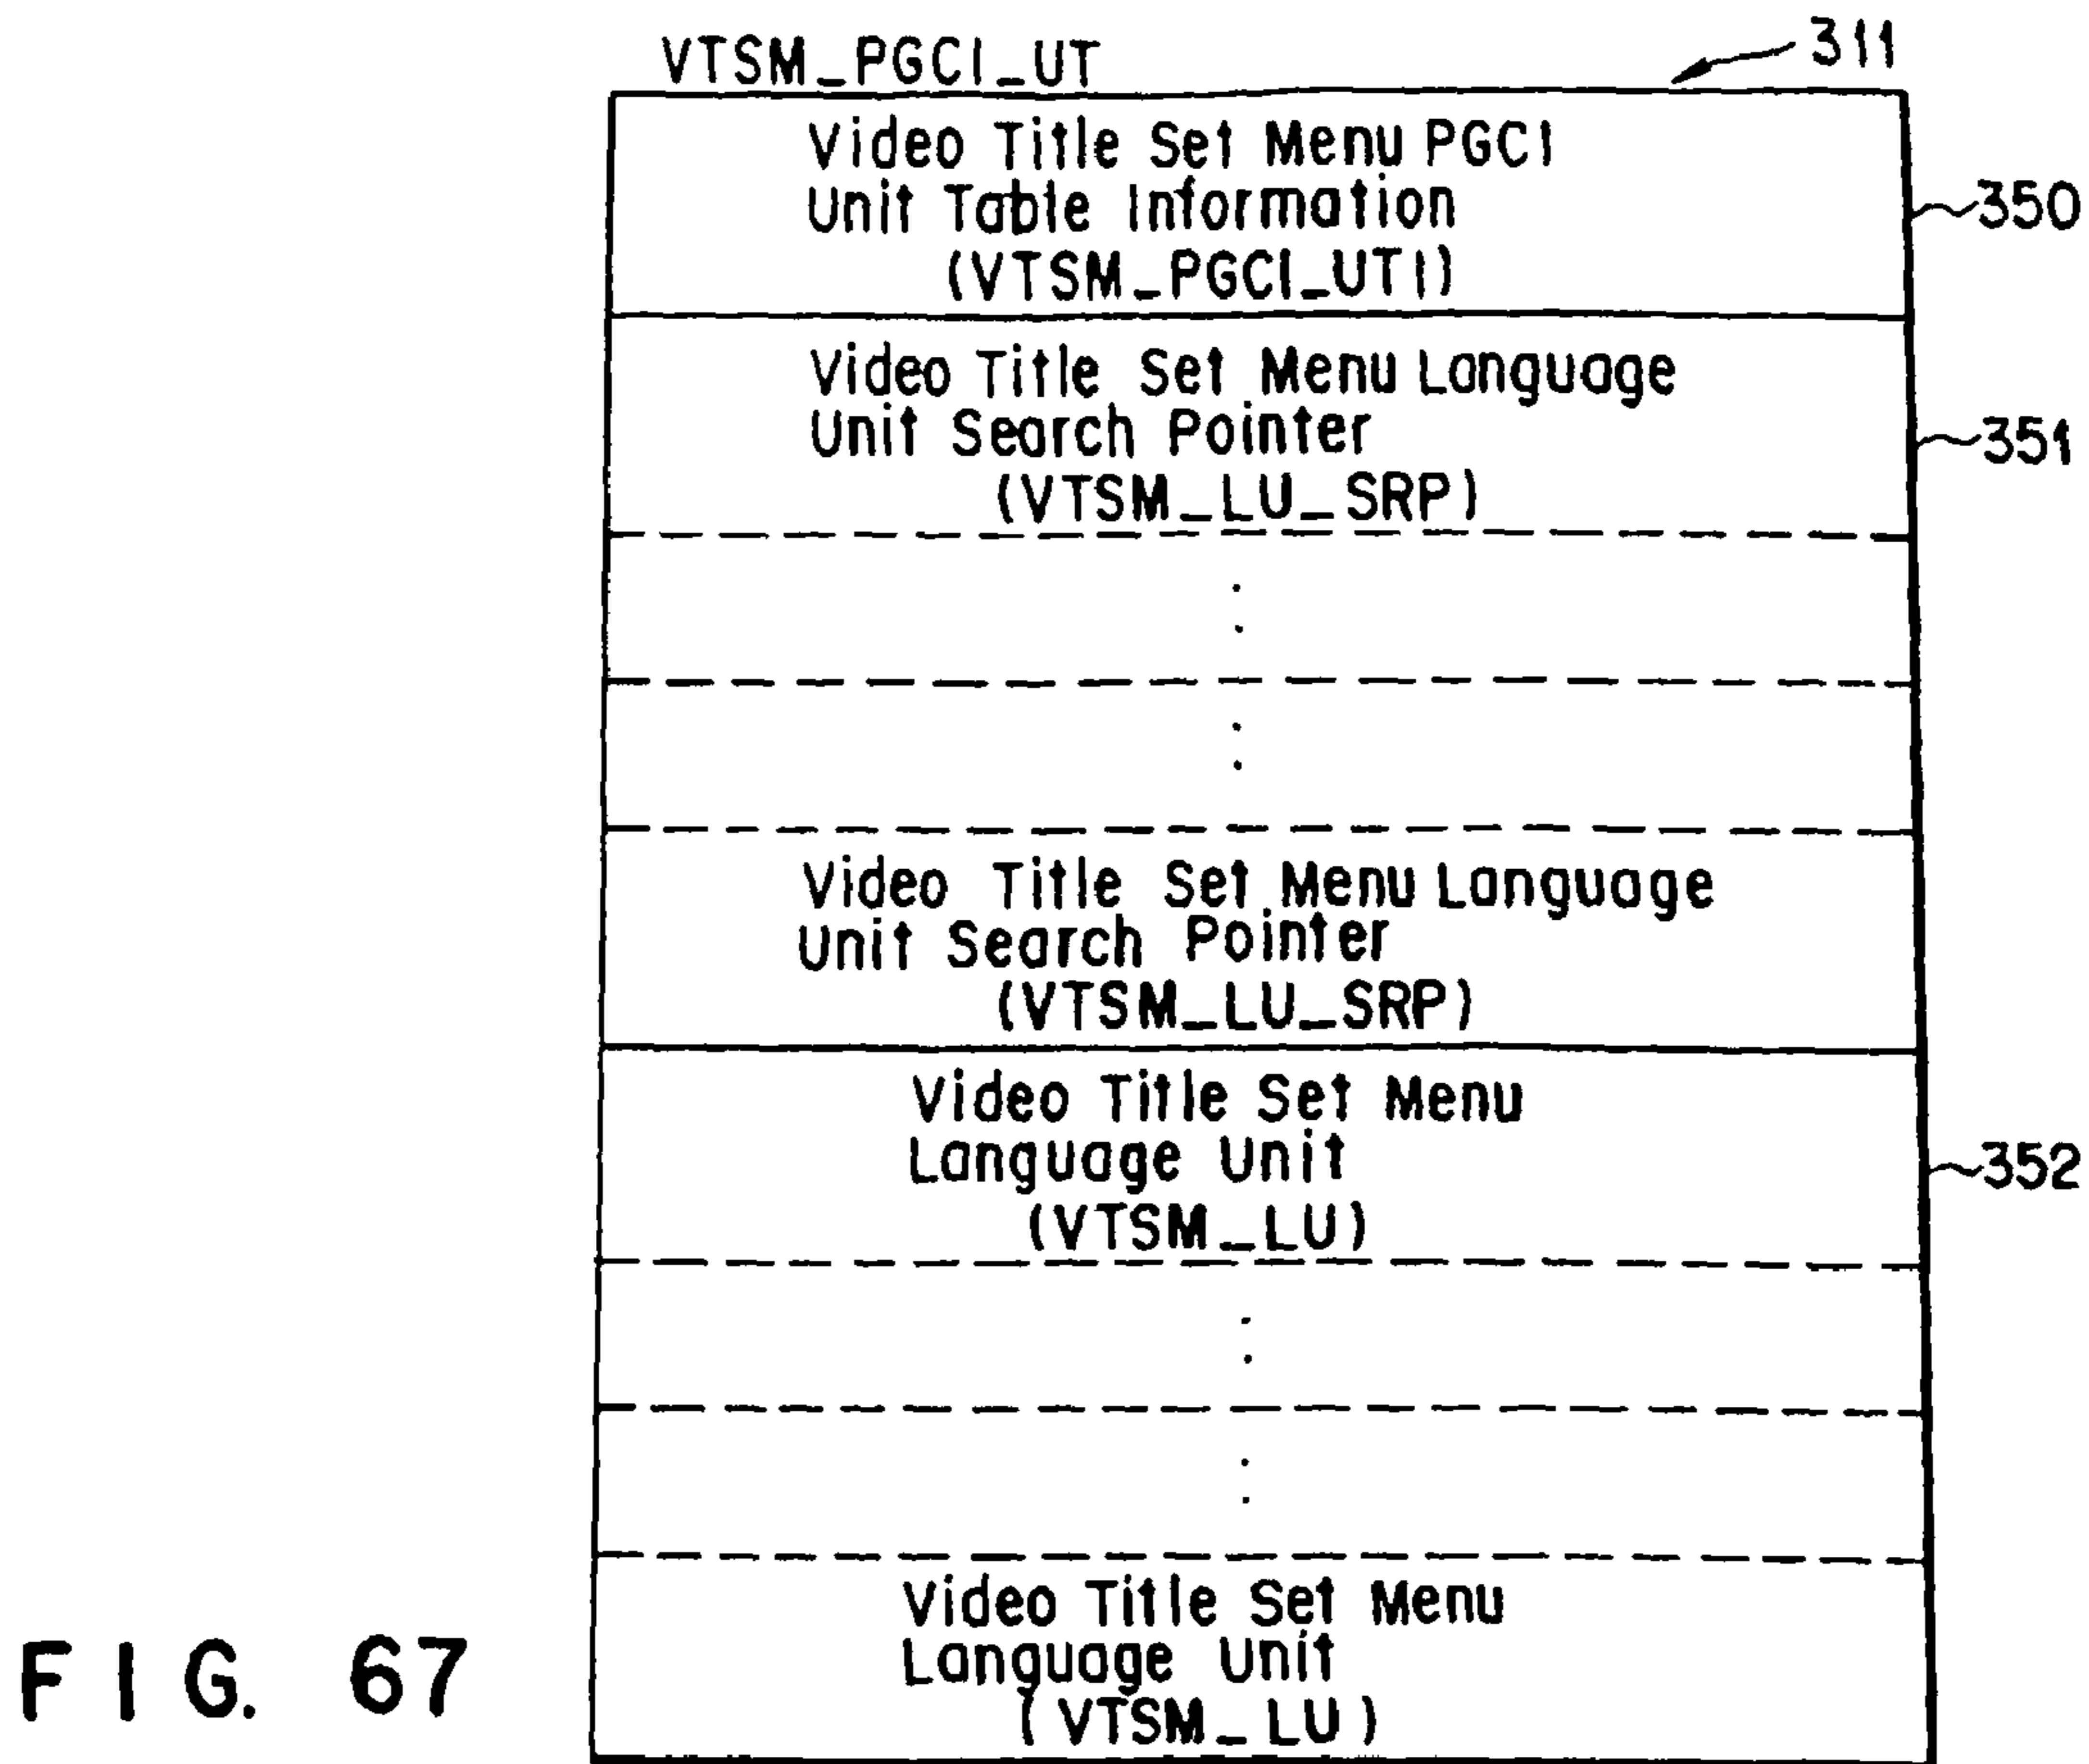 VTSM_PGCI_UT
311
Video Title Set Menu PGCI
Unit Table Information
(VTSM_PGCI_UTI)
350
Video Title Set Menu Language
Unit Search Pointer
(VTSM_LU_SRP)
351
Video Title Set Menu Language
Unit Search Pointer
(VTSM_LU_SRP)
Video Title Set Menu
Language Unit
(VTSM_LU)
352
Video Title Set Menu
Language Unit
(VTSM_LU)
FIG. 67